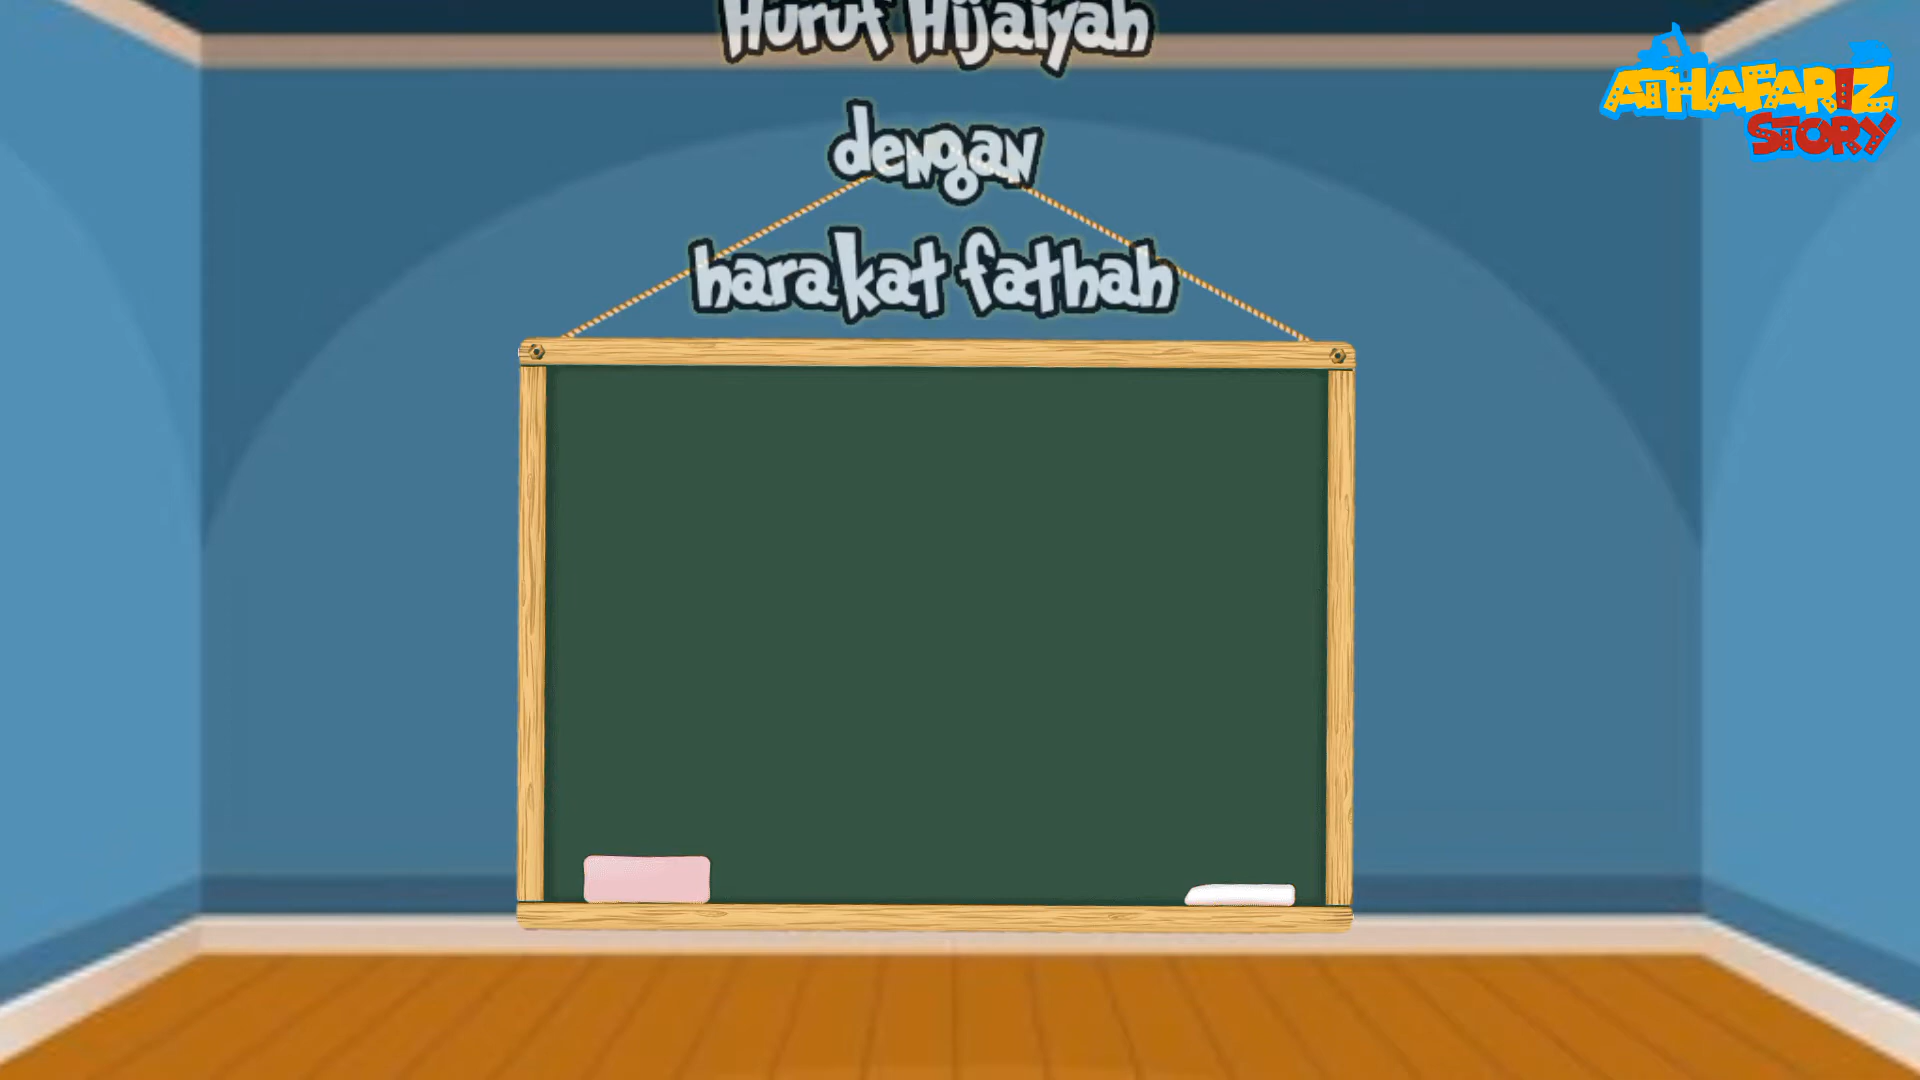 Huruf Hijaiyah
dengan
harakat fathah
ATHAFARIZ
STORY